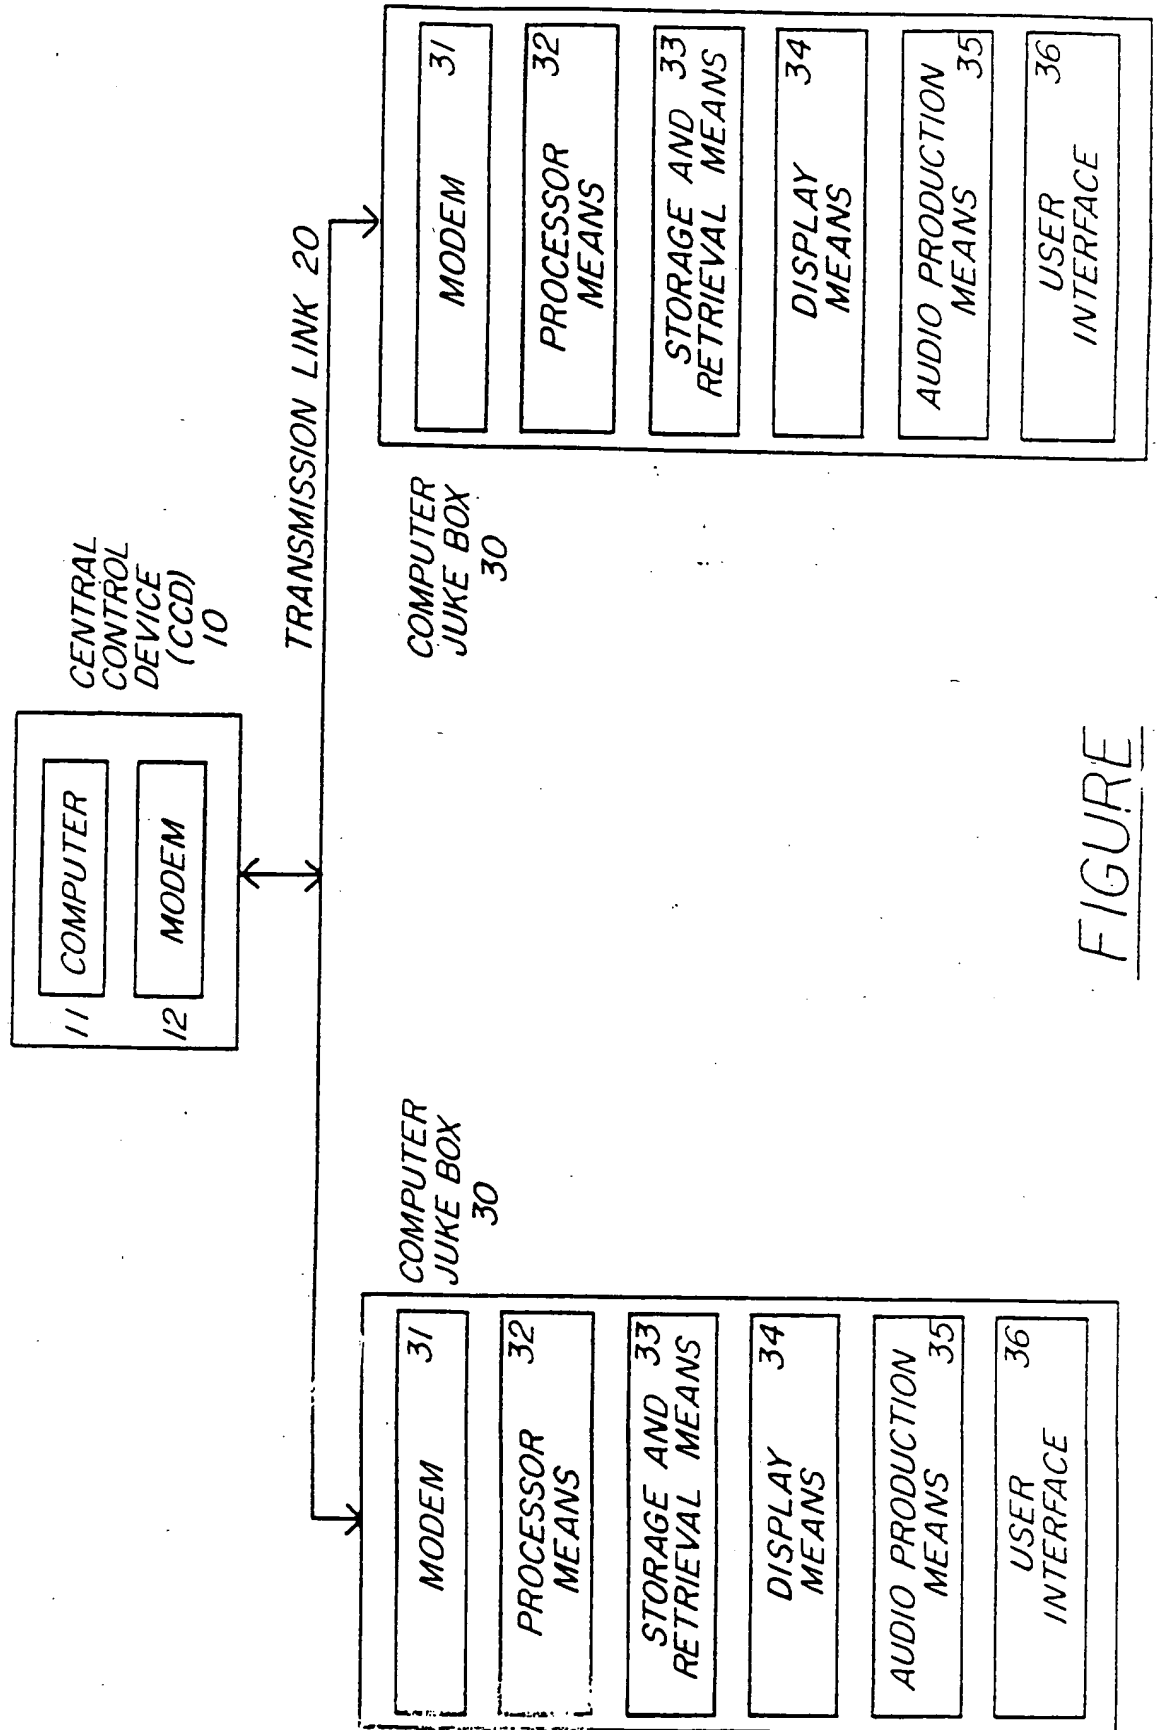 CENTRAL
CONTROL
DEVICE
(CCD)
10
11 COMPUTER
12 MODEM
TRANSMISSION LINK 20
COMPUTER
JUKE BOX
30
MODEM 31
PROCESSOR 32
MEANS
STORAGE AND 33
RETRIEVAL MEANS
DISPLAY 34
MEANS
AUDIO PRODUCTION
MEANS 35
USER 36
INTERFACE
COMPUTER
JUKE BOX
30
MODEM 31
PROCESSOR 32
MEANS
STORAGE AND 33
RETRIEVAL MEANS
DISPLAY 34
MEANS
AUDIO PRODUCTION
MEANS 35
USER 36
INTERFACE
FIGURE